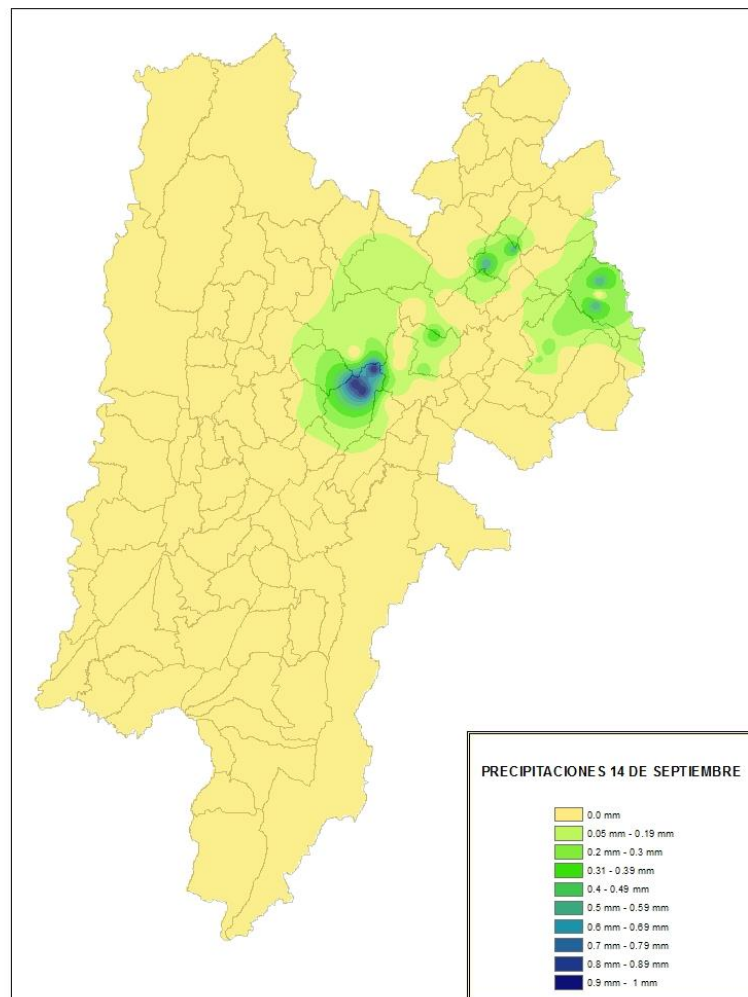 PRECIPITACIONES 14 DE SEPTIEMBRE
0.0 mm
0.05 mm - 0.19 mm
0.2 mm - 0.3 mm
0.31 - 0.39 mm
0.4 - 0.49 mm
0.5 mm - 0.59 mm
0.6 mm - 0.69 mm
0.7 mm - 0.79 mm
0.8 mm - 0.89 mm
0.9 mm - 1 mm